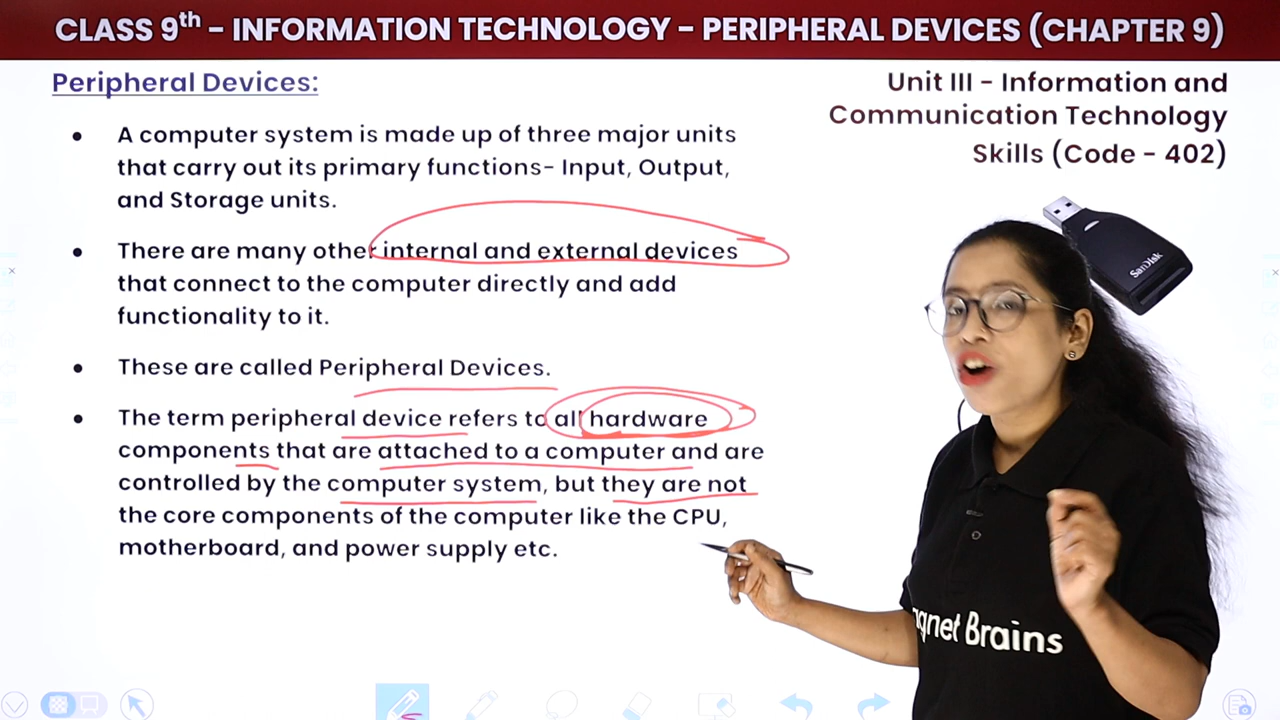 CLASS 9th – INFORMATION TECHNOLOGY – PERIPHERAL DEVICES (CHAPTER 9)
Peripheral Devices:
Unit III - Information and
Communication Technology
Skills (Code - 402)
• A computer system is made up of three major units
that carry out its primary functions- Input, Output,
and Storage units.
• There are many other internal and external devices
that connect to the computer directly and add
functionality to it.
• These are called Peripheral Devices.
• The term peripheral device refers to all hardware
components that are attached to a computer and are
controlled by the computer system, but they are not
the core components of the computer like the CPU,
motherboard, and power supply etc.
SanDisk
agnet Brains